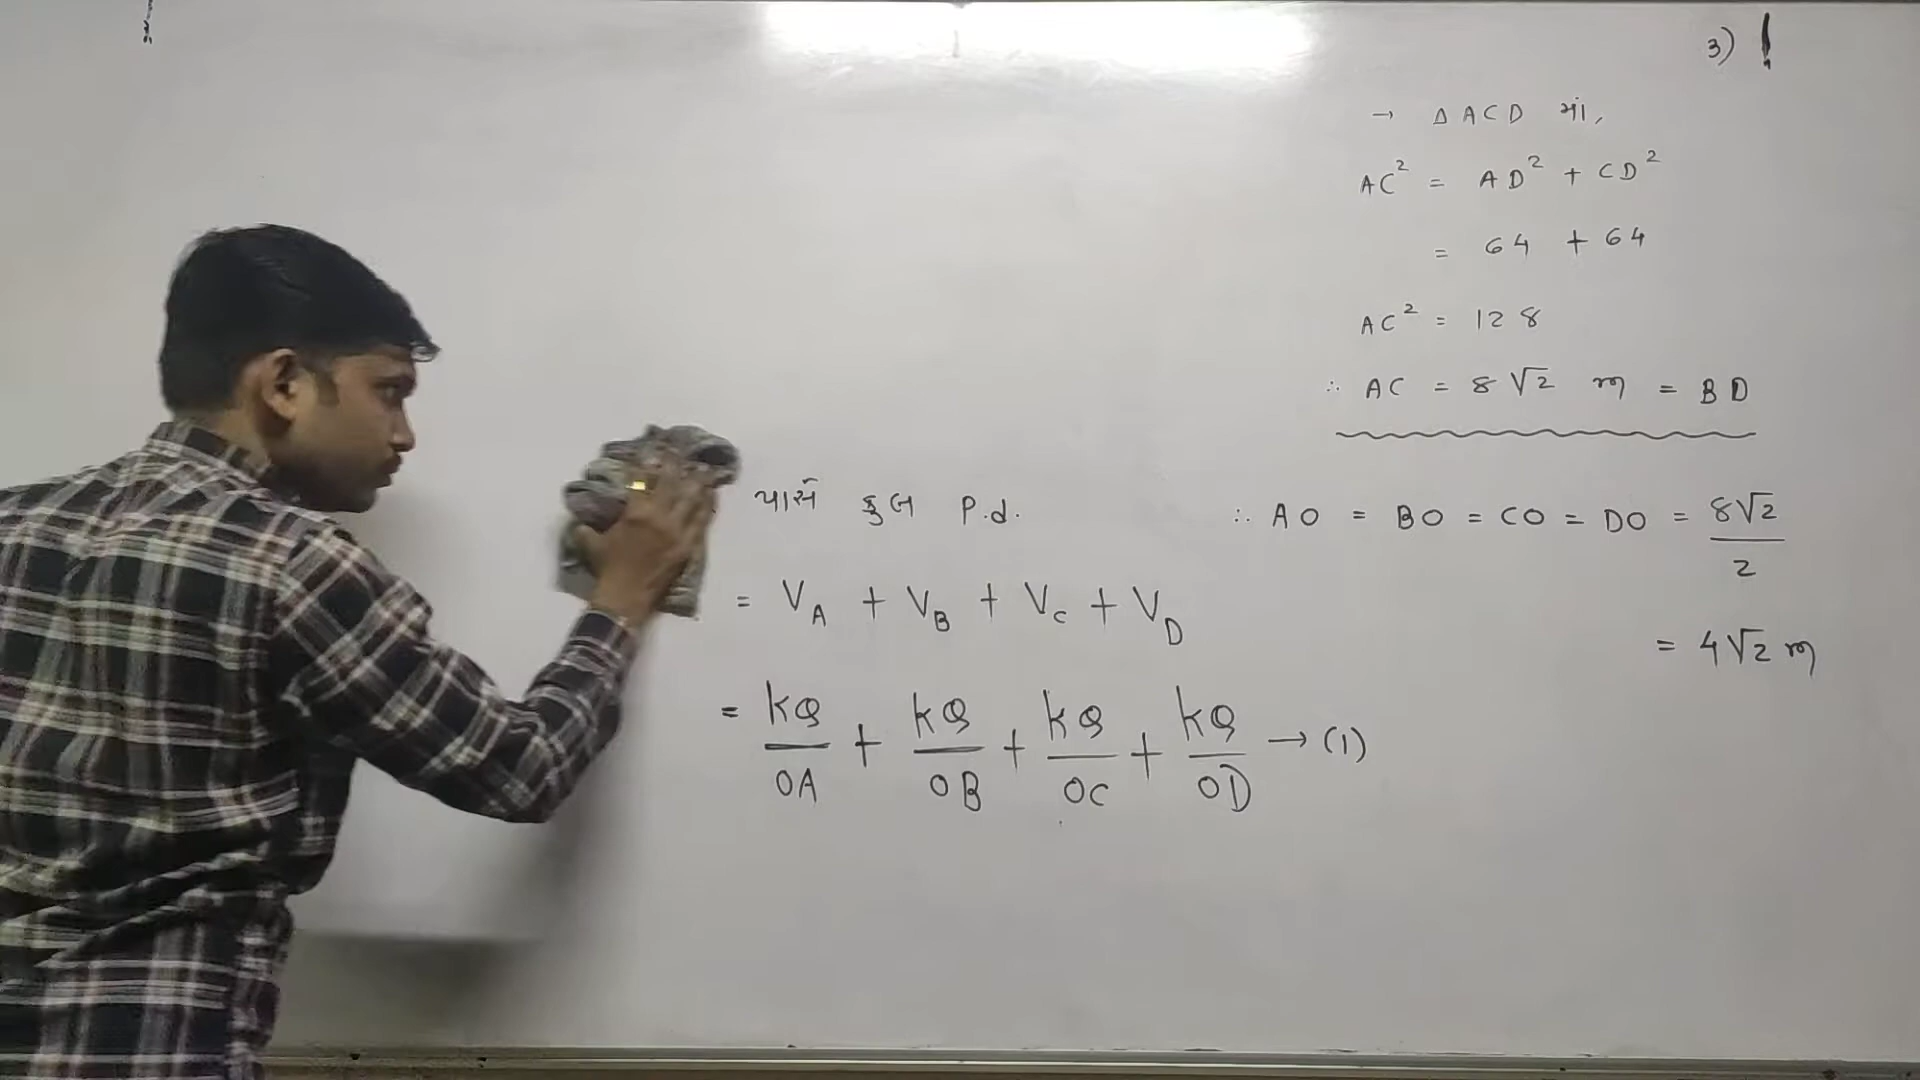 3)
→ Δ ACD માં,
AC² = AD² + CD²
= 64 + 64
AC² = 128
∴ AC = 8√2 m = BD
પાસે કુલ P.d.
= V_A + V_B + V_C + V_D
= kQ/OA + kQ/OB + kQ/OC + kQ/OD → (1)
∴ AO = BO = CO = DO = 8√2/2
= 4√2 m